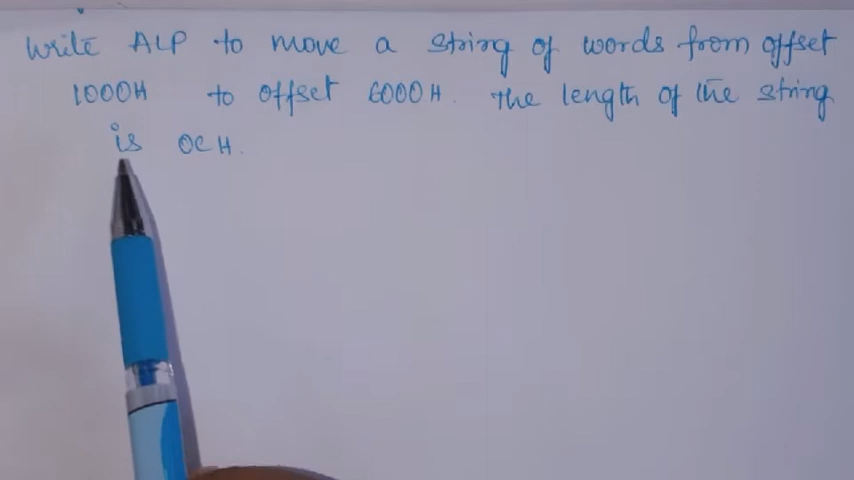 Write ALP to move a string of words from offset
1000H to offset 6000H. The length of the string
is 0CH.